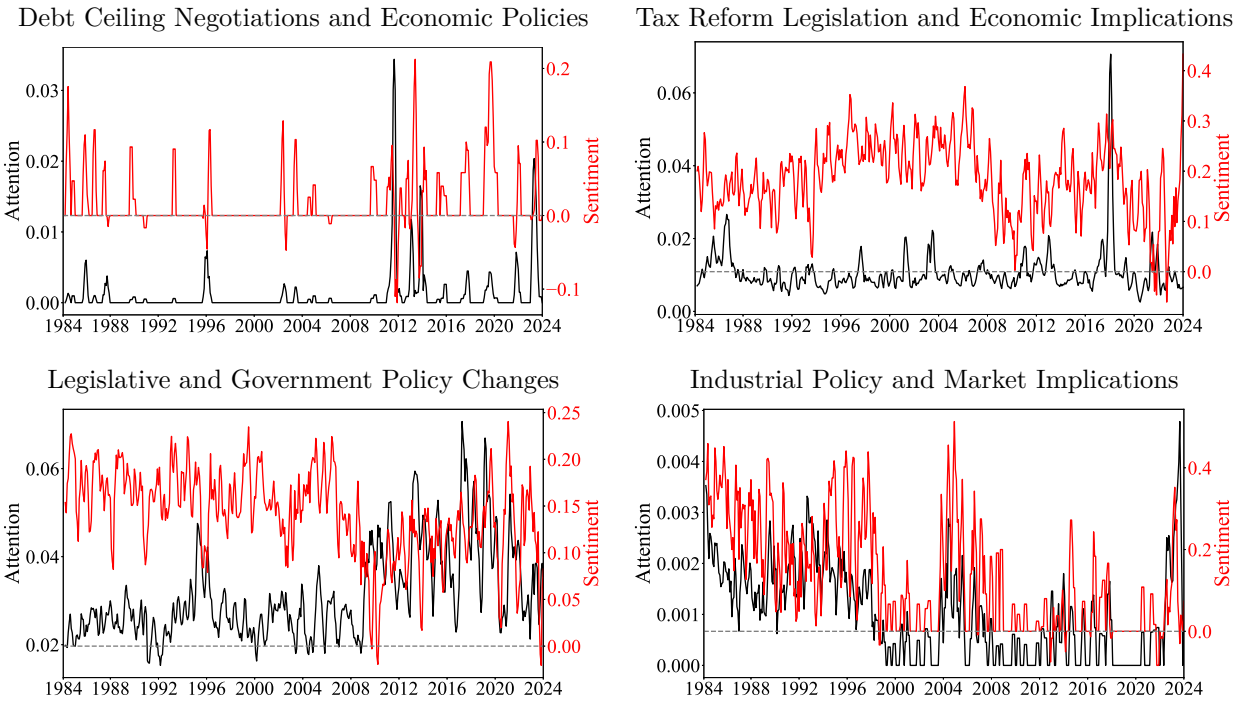 Debt Ceiling Negotiations and Economic Policies
Attention
0.03
0.02
0.01
0.00
0.2
0.1
0.0
−0.1
Sentiment
1984 1988 1992 1996 2000 2004 2008 2012 2016 2020 2024
Tax Reform Legislation and Economic Implications
Attention
0.06
0.04
0.02
0.00
0.4
0.3
0.2
0.1
0.0
Sentiment
1984 1988 1992 1996 2000 2004 2008 2012 2016 2020 2024
Legislative and Government Policy Changes
Attention
0.06
0.04
0.02
0.25
0.20
0.15
0.10
0.05
0.00
Sentiment
1984 1988 1992 1996 2000 2004 2008 2012 2016 2020 2024
Industrial Policy and Market Implications
Attention
0.005
0.004
0.003
0.002
0.001
0.000
0.4
0.2
0.0
Sentiment
1984 1988 1992 1996 2000 2004 2008 2012 2016 2020 2024